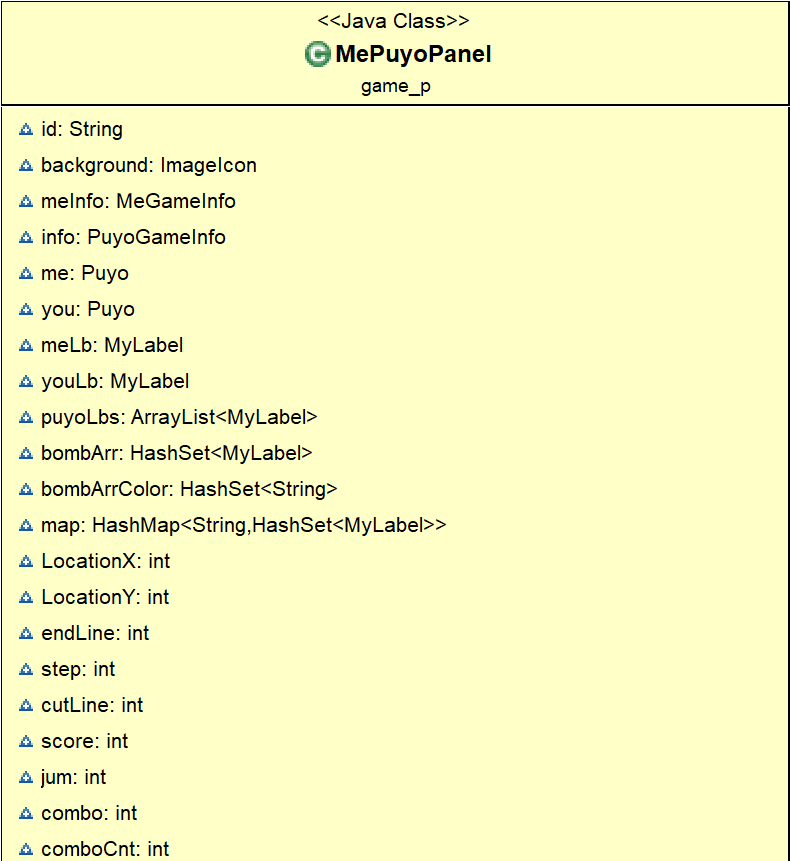 <<Java Class>>
MePuyoPanel
game_p
id: String
background: ImageIcon
meInfo: MeGameInfo
info: PuyoGameInfo
me: Puyo
you: Puyo
meLb: MyLabel
youLb: MyLabel
puyoLbs: ArrayList<MyLabel>
bombArr: HashSet<MyLabel>
bombArrColor: HashSet<String>
map: HashMap<String,HashSet<MyLabel>>
LocationX: int
LocationY: int
endLine: int
step: int
cutLine: int
score: int
jum: int
combo: int
comboCnt: int